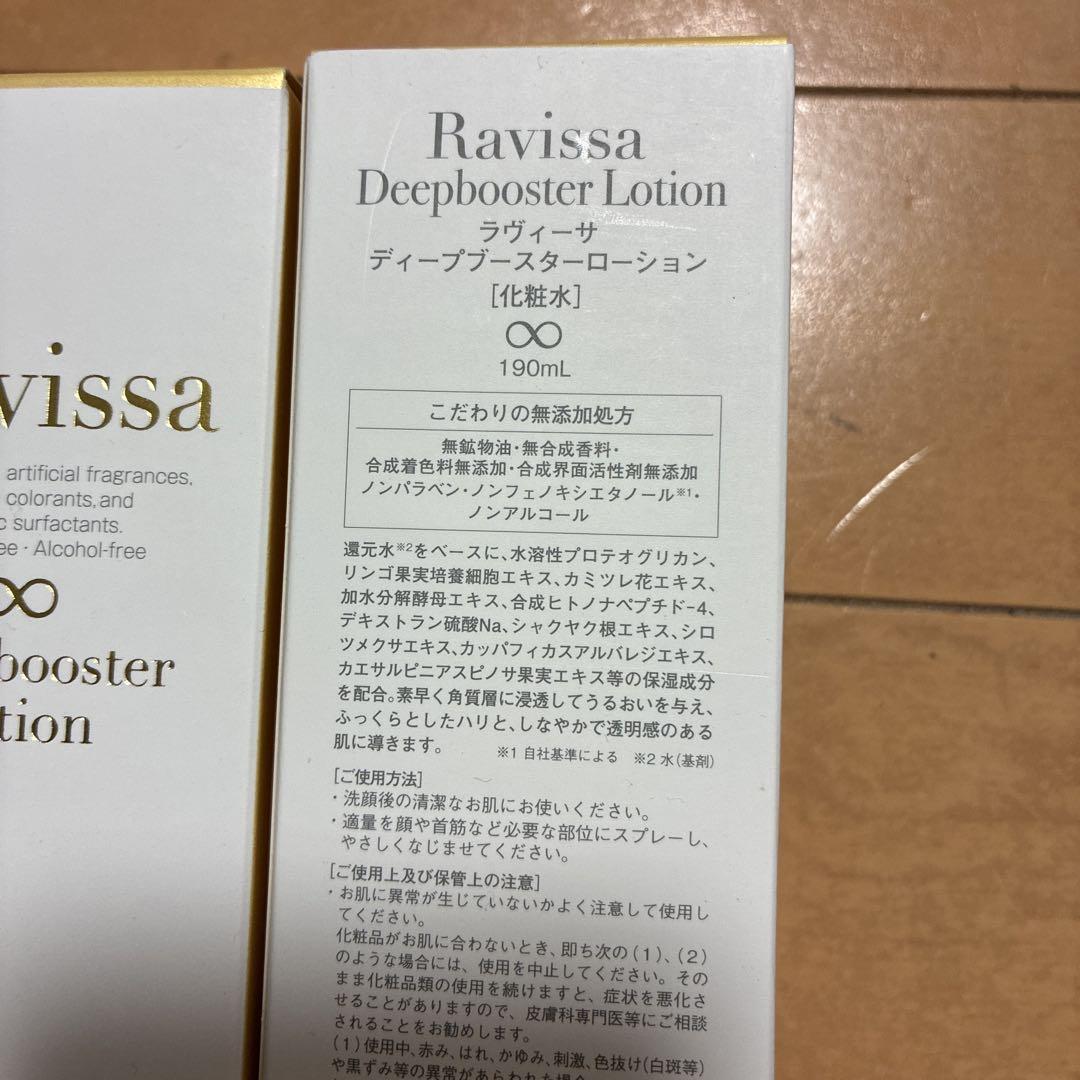 vissa
artificial fragrances,
colorants, and
surfactants.
Alcohol-free
∞
booster
tion
Ravissa
Deepbooster Lotion
ラヴィーサ
ディープブースターローション
[化粧水]
∞
190mL
こだわりの無添加処方
無鉱物油・無合成香料・
合成着色料無添加・合成界面活性剤無添加
ノンパラベン・ノンフェノキシエタノール※1・
ノンアルコール
還元水※2をベースに、水溶性プロテオグリカン、
リンゴ果実培養細胞エキス、カミツレ花エキス、
加水分解酵母エキス、合成ヒトノナペプチド-4、
デキストラン硫酸Na、シャクヤク根エキス、シロ
ツメクサエキス、カッパフィカスアルバレジエキス、
カエサルピニアスピノサ果実エキス等の保湿成分
を配合。素早く角質層に浸透してうるおいを与え、
ふっくらとしたハリと、しなやかで透明感のある
肌に導きます。 ※1 自社基準による ※2 水(基剤)
[ご使用方法]
・洗顔後の清潔なお肌にお使いください。
・適量を顔や首筋など必要な部位にスプレーし、
やさしくなじませてください。
[ご使用上及び保管上の注意]
・お肌に異常が生じていないかよく注意して使用し
てください。
化粧品がお肌に合わないとき、即ち次の(1)、(2)
のような場合には、使用を中止してください。その
まま化粧品類の使用を続けますと、症状を悪化さ
せることがありますので、皮膚科専門医等にご相談
されることをお勧めします。
(1)使用中、赤み、はれ、かゆみ、刺激、色抜け(白斑等)
や黒ずみ等の異常があらわれた場合